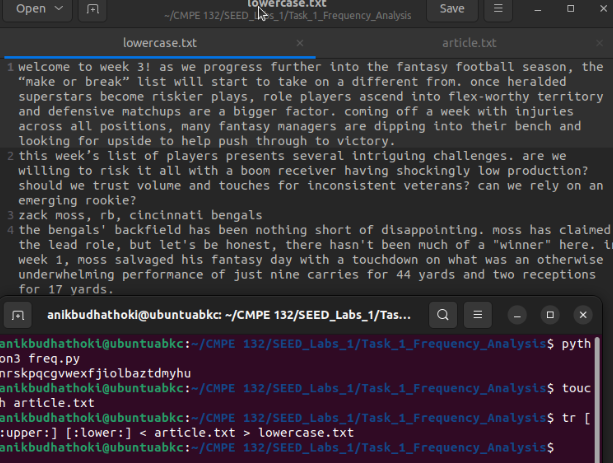 Open
lowercase.txt
~/CMPE 132/SEED_Labs_1/Task_1_Frequency_Analysis
Save
lowercase.txt
article.txt
1 welcome to week 3! as we progress further into the fantasy football season, the
“make or break” list will start to take on a different from. once heralded
superstars become riskier plays, role players ascend into flex-worthy territory
and defensive matchups are a bigger factor. coming off a week with injuries
across all positions, many fantasy managers are dipping into their bench and
looking for upside to help push through to victory.
2 this week’s list of players presents several intriguing challenges. are we
willing to risk it all with a boom receiver having shockingly low production?
should we trust volume and touches for inconsistent veterans? can we rely on an
emerging rookie?
3 zack moss, rb, cincinnati bengals
4 the bengals' backfield has been nothing short of disappointing. moss has claimed
the lead role, but let's be honest, there hasn't been much of a "winner" here. in
week 1, moss salvaged his fantasy day with a touchdown on what was an otherwise
underwhelming performance of just nine carries for 44 yards and two receptions
for 17 yards.
anikbudhathoki@ubuntuabkc: ~/CMPE 132/SEED_Labs_1/Tas...
anikbudhathoki@ubuntuabkc:~/CMPE 132/SEED_Labs_1/Task_1_Frequency_Analysis$ pyth
on3 freq.py
nrskpqcgvwexfjiolbaztdmyhu
anikbudhathoki@ubuntuabkc:~/CMPE 132/SEED_Labs_1/Task_1_Frequency_Analysis$ touc
h article.txt
anikbudhathoki@ubuntuabkc:~/CMPE 132/SEED_Labs_1/Task_1_Frequency_Analysis$ tr [
:upper:] [:lower:] < article.txt > lowercase.txt
anikbudhathoki@ubuntuabkc:~/CMPE 132/SEED_Labs_1/Task_1_Frequency_Analysis$